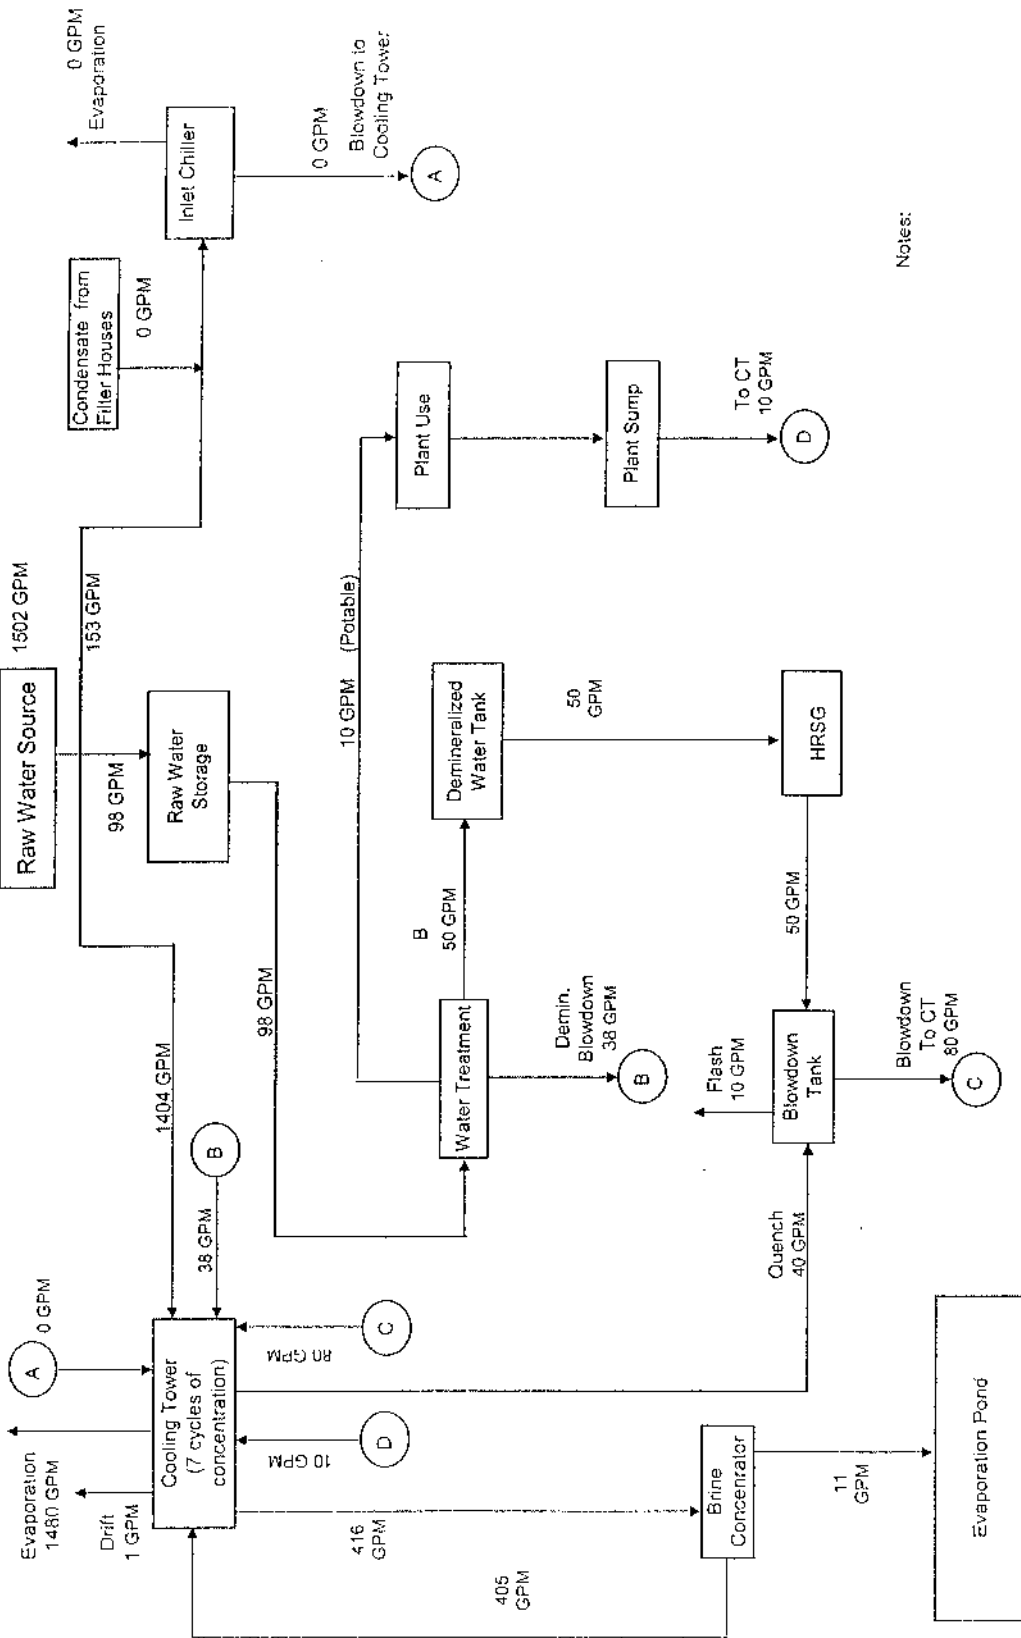 Raw Water Source
1502 GPM
153 GPM
98 GPM
Raw Water
Storage
1404 GPM
98 GPM
Condensate from
Filter Houses
0 GPM
Inlet Chiller
0 GPM
Evaporation
0 GPM
Blowdown to
Cooling Tower
A
A
0 GPM
Evaporation
1480 GPM
Drift
1 GPM
Cooling Tower
(7 cycles of
concentration)
B
38 GPM
80 GPM
C
10 GPM
D
416
GPM
405
GPM
Brine
Concenrator
11
GPM
Evaporation Pond
Quench
40 GPM
Water Treatment
10 GPM (Potable)
B
50 GPM
Demin.
Blowdown
38 GPM
B
Demineralized
Water Tank
50
GPM
HRSG
50 GPM
Blowdown
Tank
Flash
10 GPM
Blowdown
To CT
80 GPM
C
Plant Use
Plant Sump
To CT
10 GPM
D
Notes: